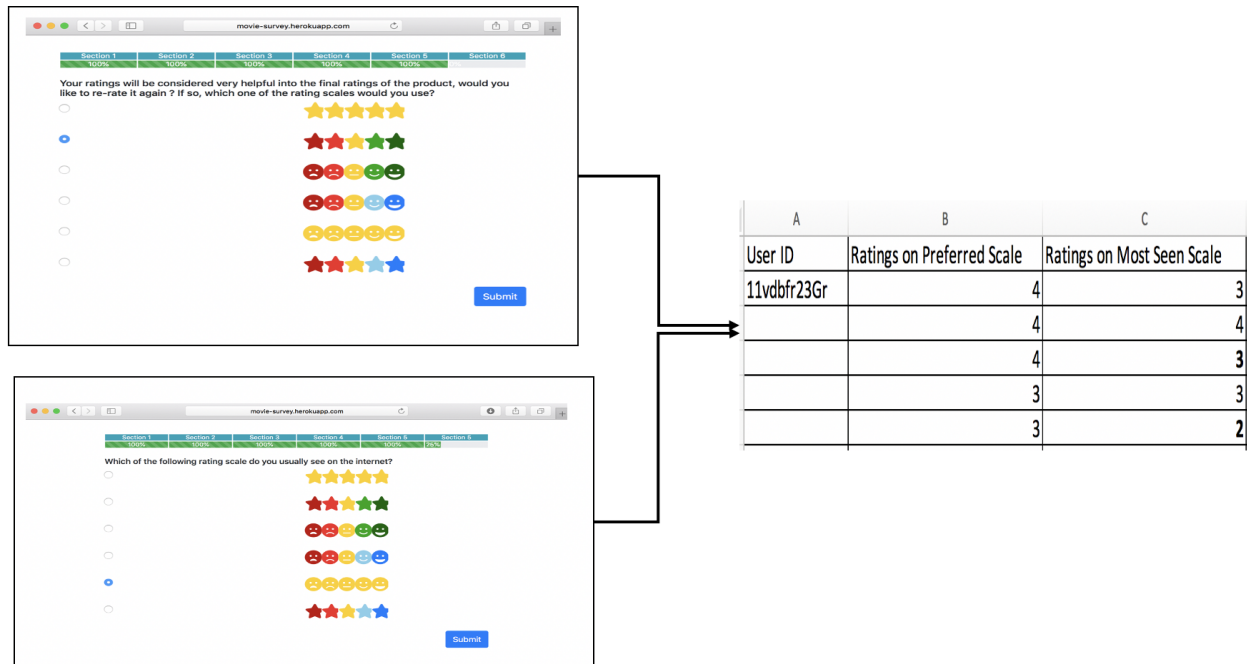 movie-survey.herokuapp.com
Section 1 Section 2 Section 3 Section 4 Section 5 Section 6
100% 100% 100% 100% 100%
Your ratings will be considered very helpful into the final ratings of the product, would you
like to re-rate it again ? If so, which one of the rating scales would you use?
Submit
movie-survey.herokuapp.com
Section 1 Section 2 Section 3 Section 4 Section 5 Section 5
100% 100% 100% 100% 100%
Which of the following rating scale do you usually see on the internet?
Submit
A B C
User ID Ratings on Preferred Scale Ratings on Most Seen Scale
11vdbfr23Gr 4 3
4 4
4 3
3 3
3 2